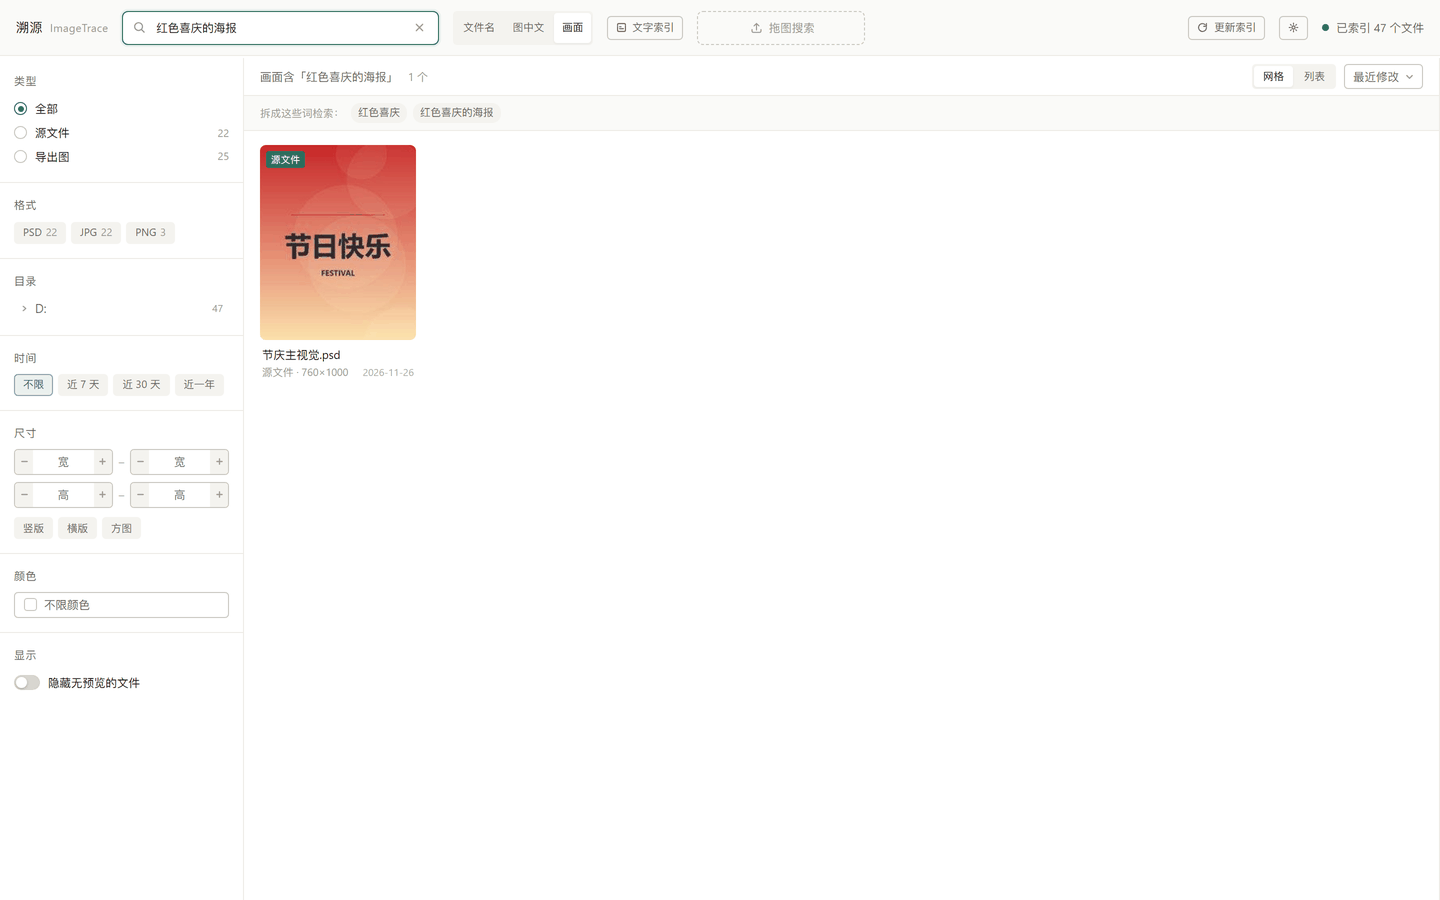 溯源 ImageTrace
红色喜庆的海报
文件名 图中文 画面
文字索引
拖图搜索
更新索引
已索引 47 个文件
类型
全部
源文件 22
导出图 25
格式
PSD 22 JPG 22 PNG 3
目录
D: 47
时间
不限 近 7 天 近 30 天 近一年
尺寸
− 宽 + – − 宽 +
− 高 + – − 高 +
竖版 横版 方图
颜色
不限颜色
显示
隐藏无预览的文件
画面含「红色喜庆的海报」 1 个
网格 列表 最近修改
拆成这些词检索： 红色喜庆 红色喜庆的海报
源文件
节日快乐
FESTIVAL
节庆主视觉.psd
源文件 · 760×1000 2026-11-26